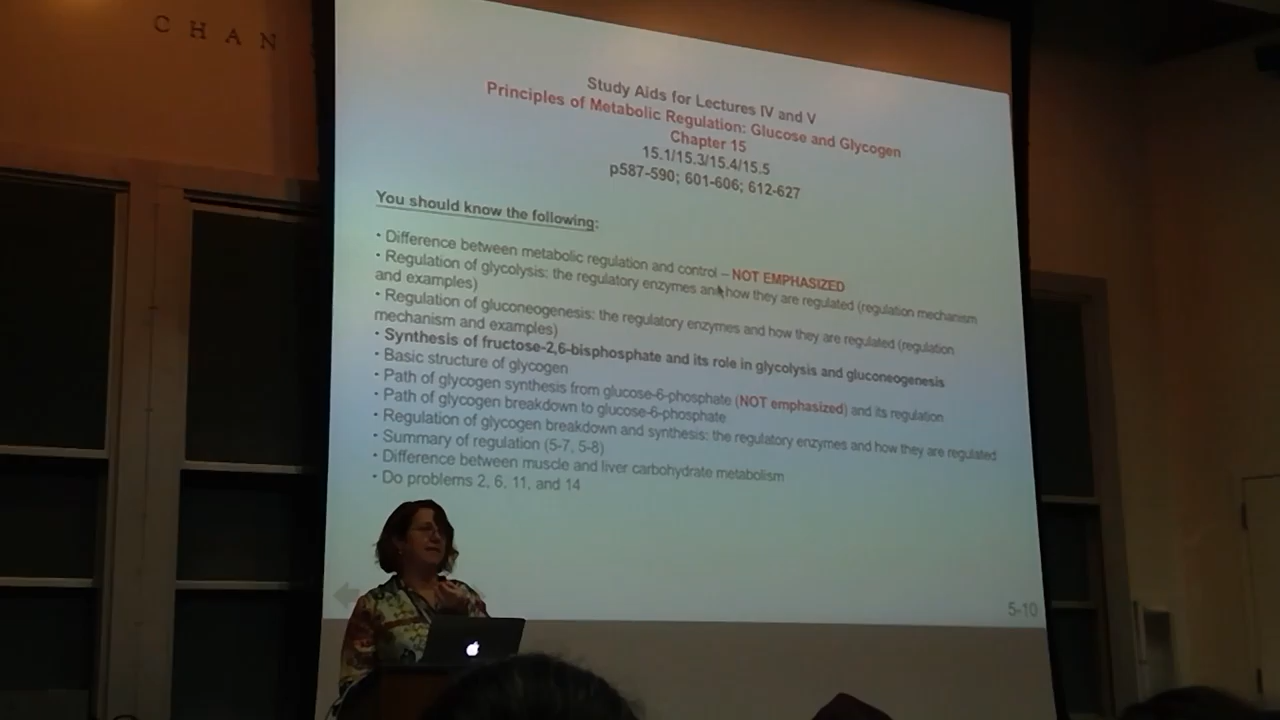 CHAN
Study Aids for Lectures IV and V
Principles of Metabolic Regulation: Glucose and Glycogen
Chapter 15
15.1/15.3/15.4/15.5
p587-590; 601-606; 612-627
You should know the following:
• Difference between metabolic regulation and control – NOT EMPHASIZED
• Regulation of glycolysis: the regulatory enzymes and how they are regulated (regulation mechanism
and examples)
• Regulation of gluconeogenesis: the regulatory enzymes and how they are regulated (regulation
mechanism and examples)
• Synthesis of fructose-2,6-bisphosphate and its role in glycolysis and gluconeogenesis
• Basic structure of glycogen
• Path of glycogen synthesis from glucose-6-phosphate (NOT emphasized) and its regulation
• Path of glycogen breakdown to glucose-6-phosphate
• Regulation of glycogen breakdown and synthesis: the regulatory enzymes and how they are regulated
• Summary of regulation (5-7, 5-8)
• Difference between muscle and liver carbohydrate metabolism
• Do problems 2, 6, 11, and 14
5-10